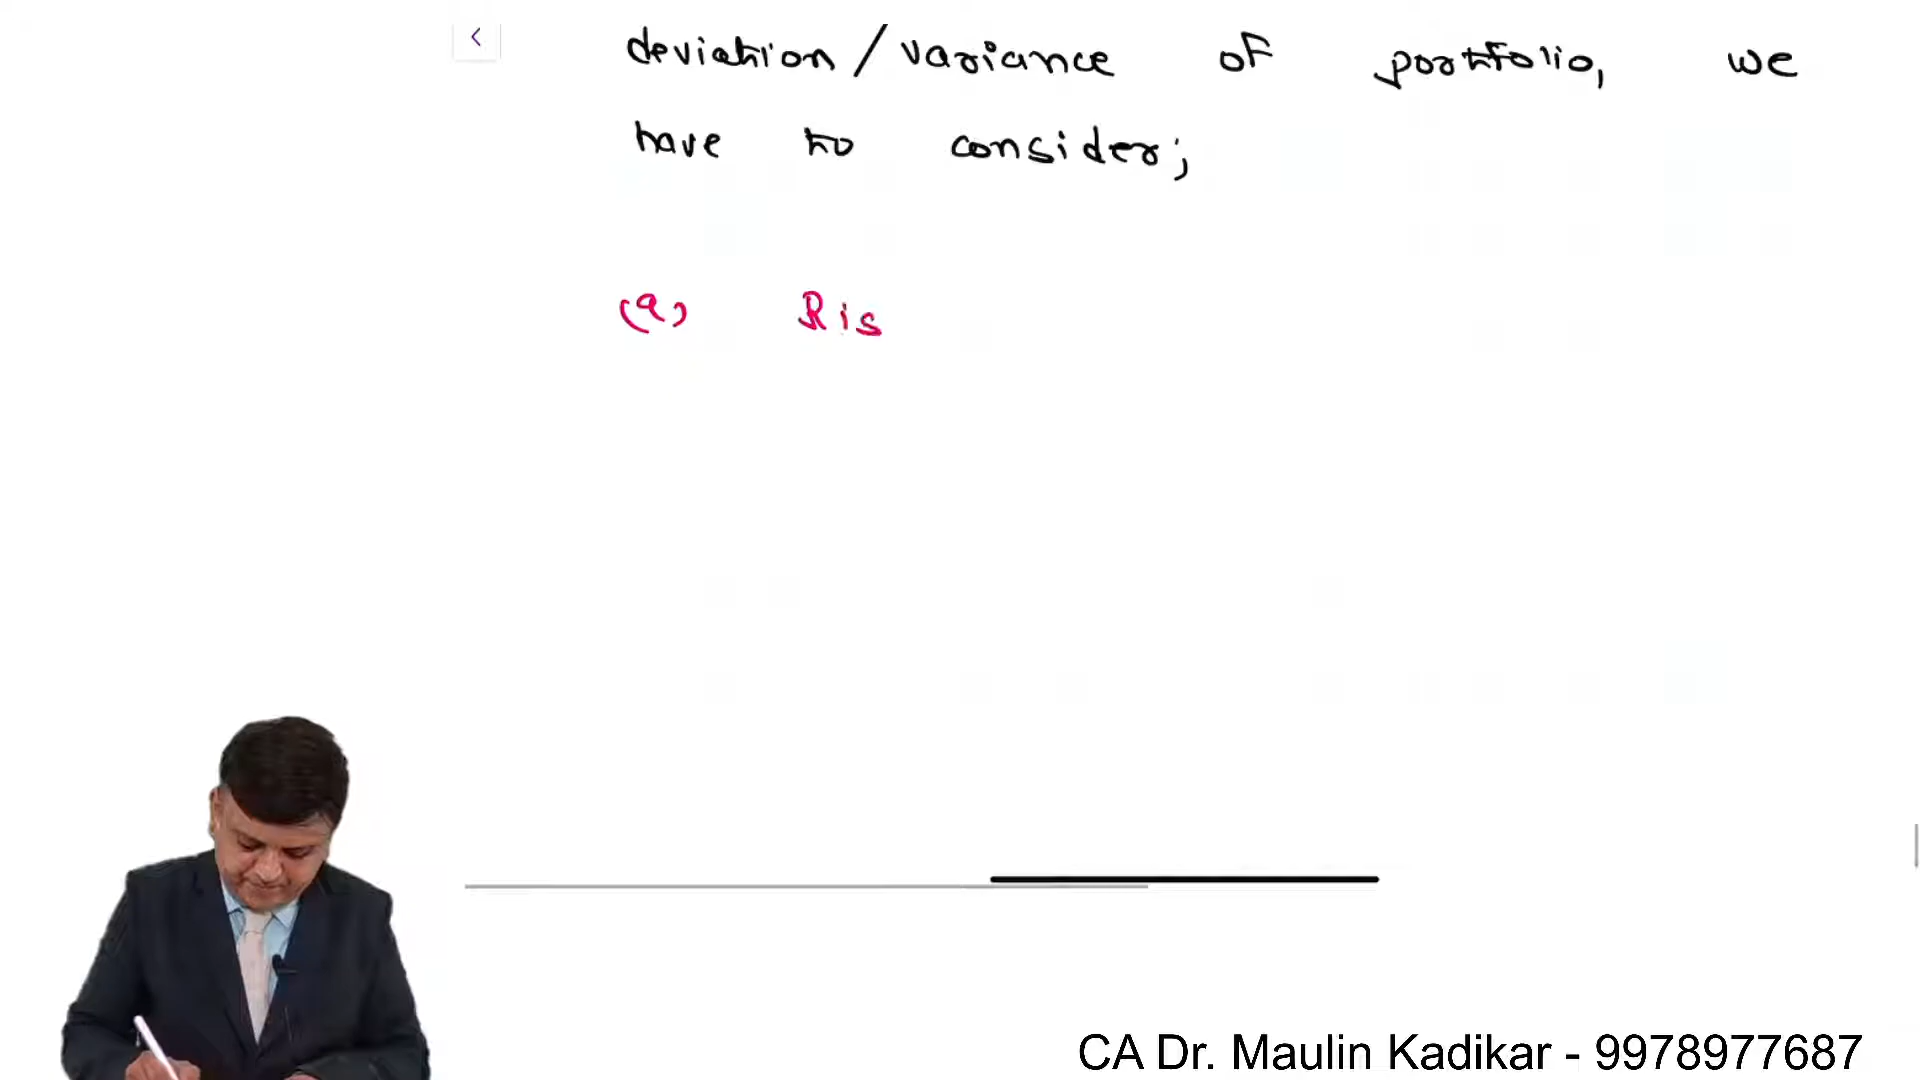 deviation/variance of portfolio, we
have to consider;
(a) Ris
CA Dr. Maulin Kadikar - 9978977687